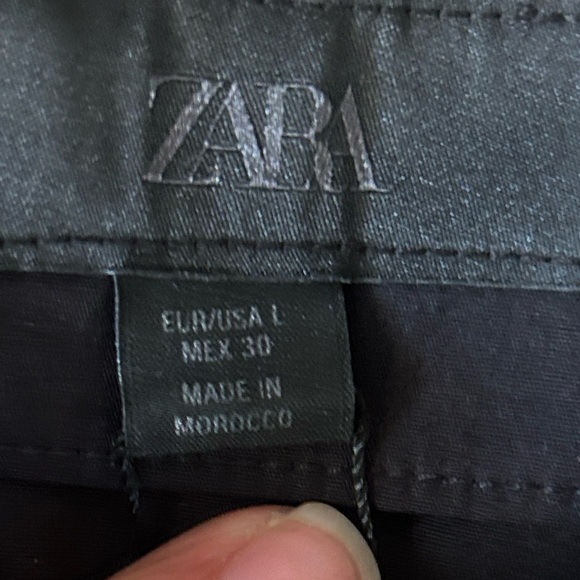 ZARA
EUR/USA L
MEX 30
MADE IN
MOROCCO